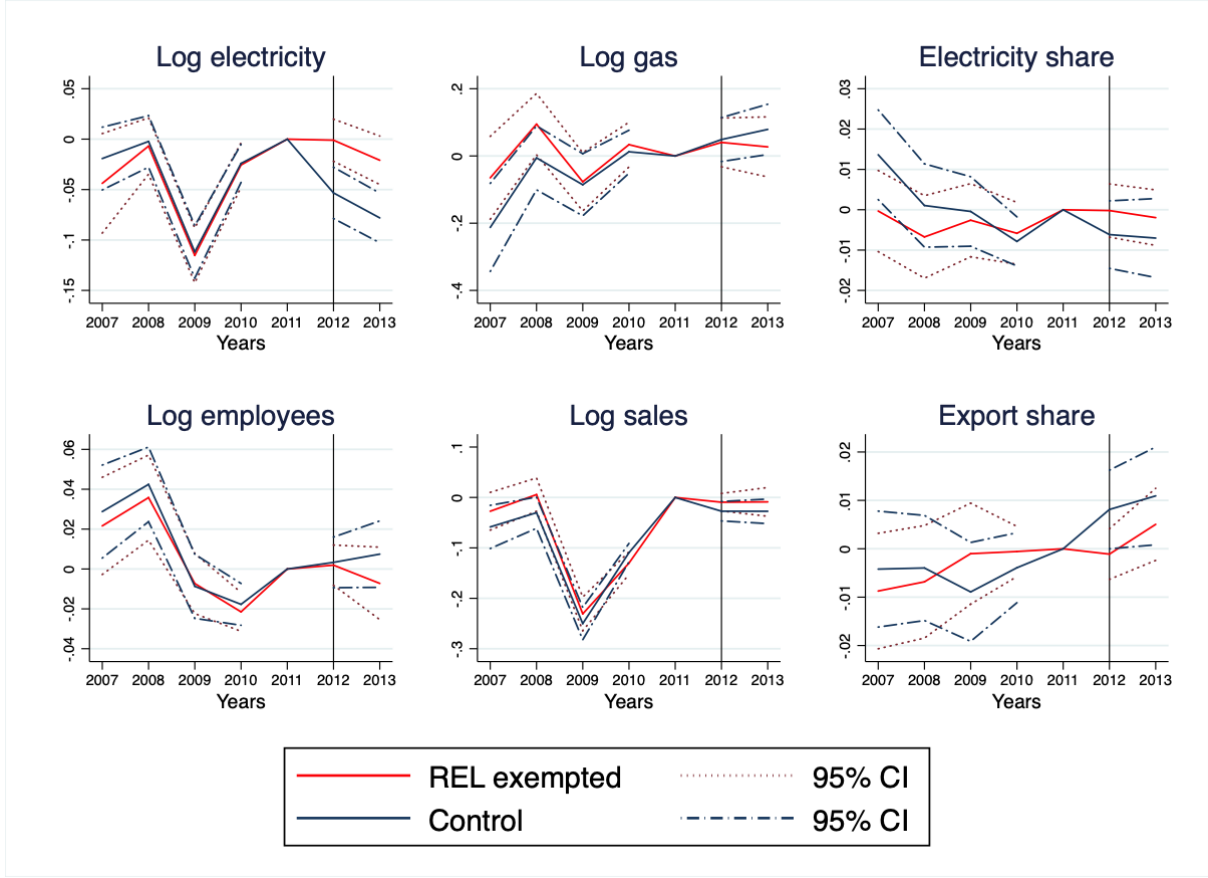 Log electricity
.05
0
-.05
-.1
-.15
2007 2008 2009 2010 2011 2012 2013
Years
Log gas
.2
0
-.2
-.4
2007 2008 2009 2010 2011 2012 2013
Years
Electricity share
.03
.02
.01
0
-.01
-.02
2007 2008 2009 2010 2011 2012 2013
Years
Log employees
.06
.04
.02
0
-.02
-.04
2007 2008 2009 2010 2011 2012 2013
Years
Log sales
.1
0
-.1
-.2
-.3
2007 2008 2009 2010 2011 2012 2013
Years
Export share
.02
.01
0
-.01
-.02
2007 2008 2009 2010 2011 2012 2013
Years
REL exempted 95% CI
Control 95% CI